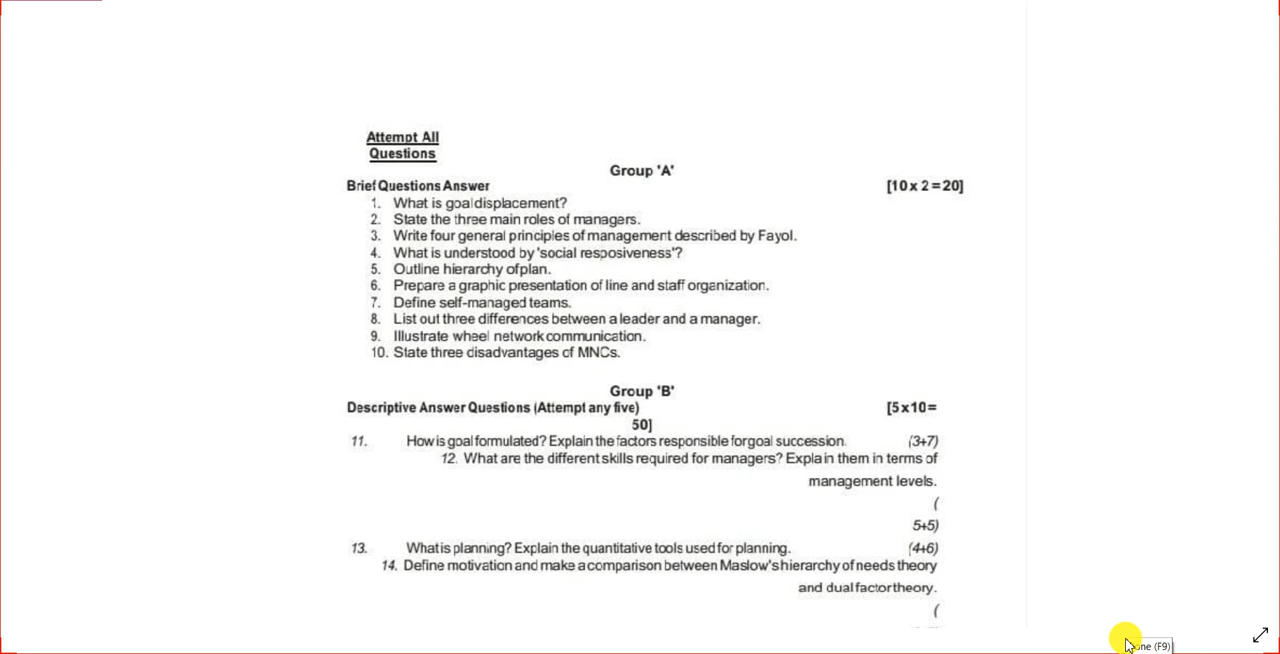 Attempt All
Questions
Group 'A'
Brief Questions Answer [10 x 2 = 20]
1. What is goal displacement?
2. State the three main roles of managers.
3. Write four general principles of management described by Fayol.
4. What is understood by 'social resposiveness'?
5. Outline hierarchy of plan.
6. Prepare a graphic presentation of line and staff organization.
7. Define self-managed teams.
8. List out three differences between a leader and a manager.
9. Illustrate wheel network communication.
10. State three disadvantages of MNCs.
Group 'B'
Descriptive Answer Questions (Attempt any five) [5 x 10 =
50]
11. How is goal formulated? Explain the factors responsible for goal succession. (3+7)
12. What are the different skills required for managers? Explain them in terms of
management levels.
(
5+5)
13. What is planning? Explain the quantitative tools used for planning. (4+6)
14. Define motivation and make a comparison between Maslow's hierarchy of needs theory
and dual factor theory.
(
(F9)